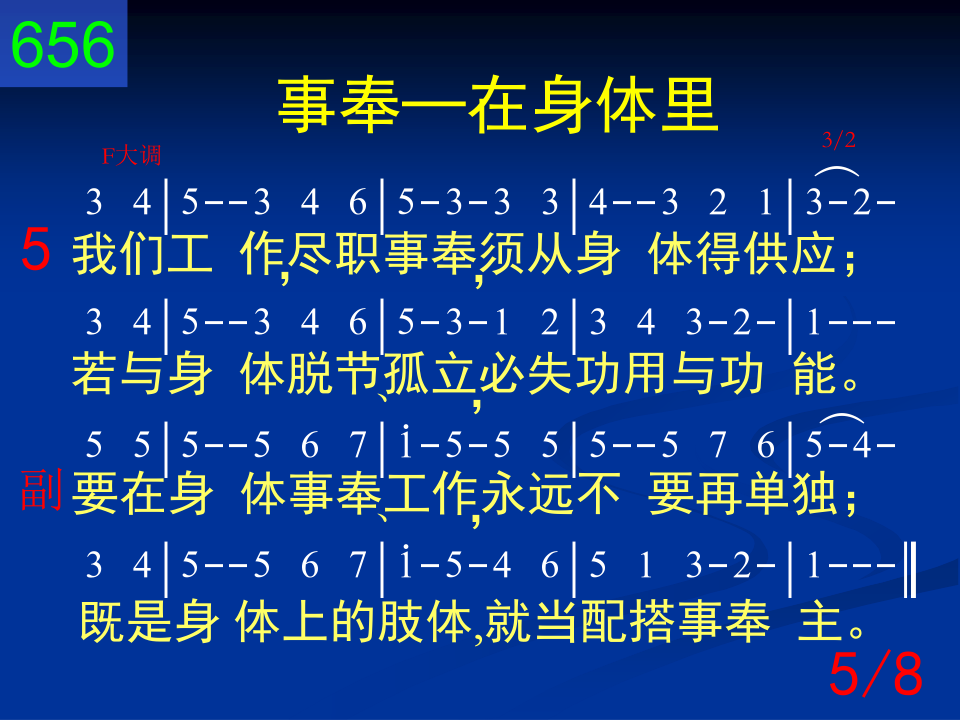 656
事奉—在身体里
F大调
3/2
3 4|5--3 4 6|5-3-3 3|4--3 2 1|3-2-
5 我们工 作,尽职事奉,须从身 体得供应；
3 4|5--3 4 6|5-3-1 2|3 4 3-2-|1---
若与身 体脱节、孤立,必失功用与功 能。
5 5|5--5 6 7|i-5-5 5|5--5 7 6|5-4-
副 要在身 体事奉、工作,永远不 要再单独；
3 4|5--5 6 7|i-5-4 6|5 1 3-2-|1---‖
既是身 体上的肢体,就当配搭事奉 主。
5/8